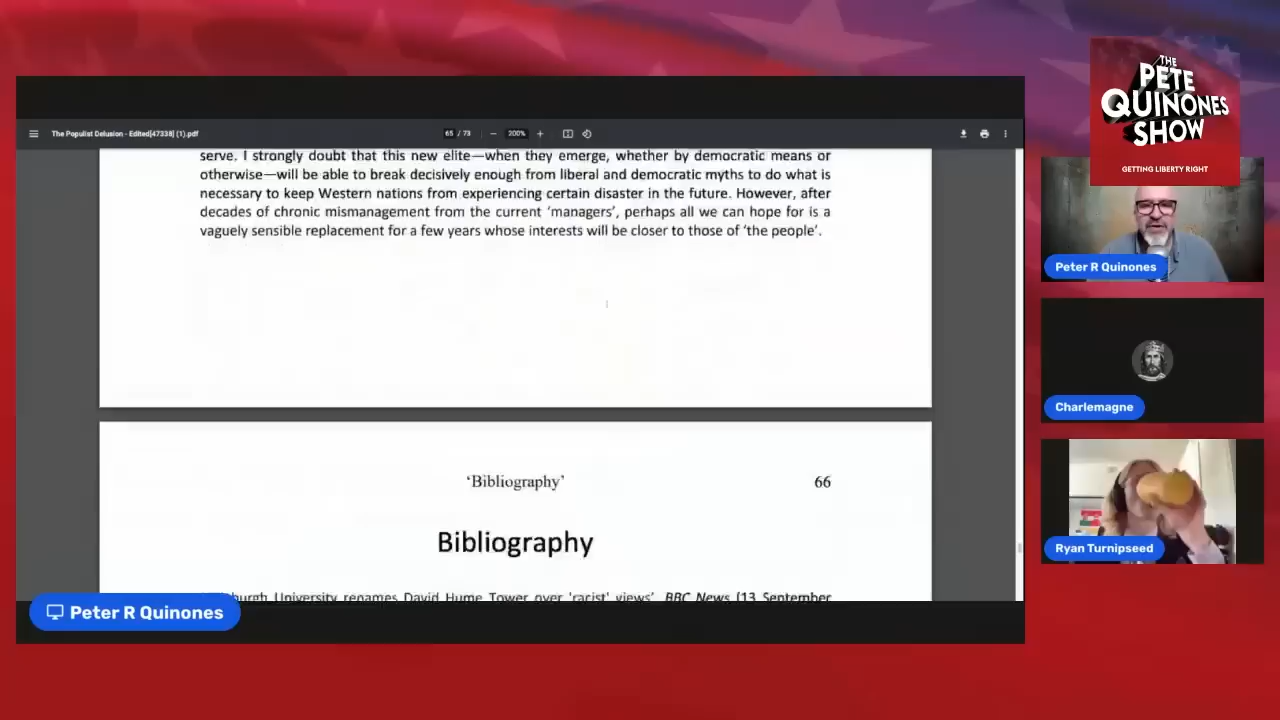 The Populist Delusion - Edited[47338] (1).pdf
65 / 73
200%
serve. I strongly doubt that this new elite—when they emerge, whether by democratic means or
otherwise—will be able to break decisively enough from liberal and democratic myths to do what is
necessary to keep Western nations from experiencing certain disaster in the future. However, after
decades of chronic mismanagement from the current ‘managers’, perhaps all we can hope for is a
vaguely sensible replacement for a few years whose interests will be closer to those of ‘the people’.
‘Bibliography’ 66
Bibliography
University renames David Hume Tower over 'racist' views’, BBC News (13 September
Peter R Quinones
THE
PETE
QUINONES
SHOW
GETTING LIBERTY RIGHT
Peter R Quinones
Charlemagne
Ryan Turnipseed